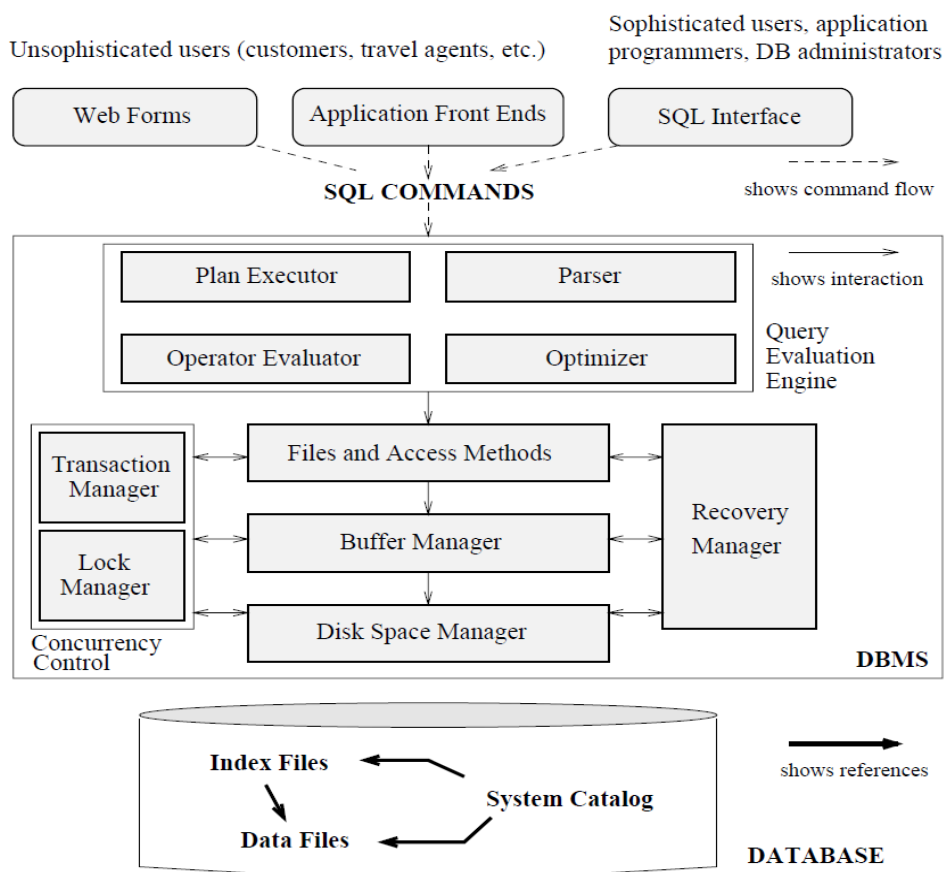 Unsophisticated users (customers, travel agents, etc.)
Sophisticated users, application
programmers, DB administrators
Web Forms
Application Front Ends
SQL Interface
SQL COMMANDS
shows command flow
Plan Executor
Parser
shows interaction
Operator Evaluator
Optimizer
Query
Evaluation
Engine
Transaction
Manager
Files and Access Methods
Recovery
Manager
Buffer Manager
Lock
Manager
Disk Space Manager
Concurrency
Control
DBMS
Index Files
System Catalog
shows references
Data Files
DATABASE